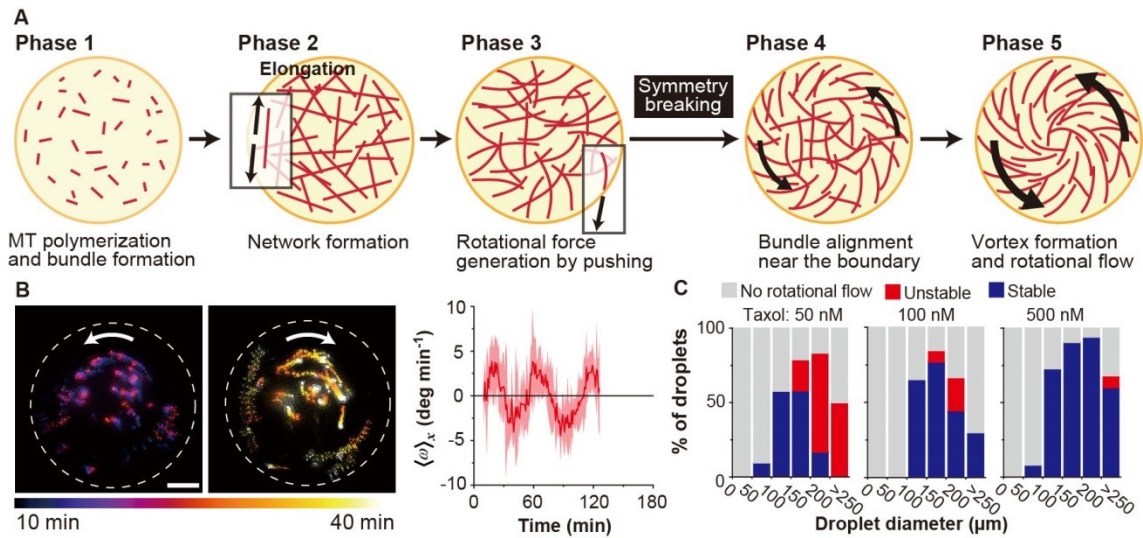 A
Phase 1
Phase 2
Phase 3
Phase 4
Phase 5
Elongation
Symmetry
breaking
MT polymerization
and bundle formation
Network formation
Rotational force
generation by pushing
Bundle alignment
near the boundary
Vortex formation
and rotational flow
B
10 min
40 min
⟨ω⟩x (deg min⁻¹)
10
5
0
-5
-10
0
60
120
180
Time (min)
C
No rotational flow
Unstable
Stable
Taxol: 50 nM
100 nM
500 nM
% of droplets
100
50
0
0 50 100 150 200 >250
0 50 100 150 200 >250
0 50 100 150 200 >250
Droplet diameter (μm)